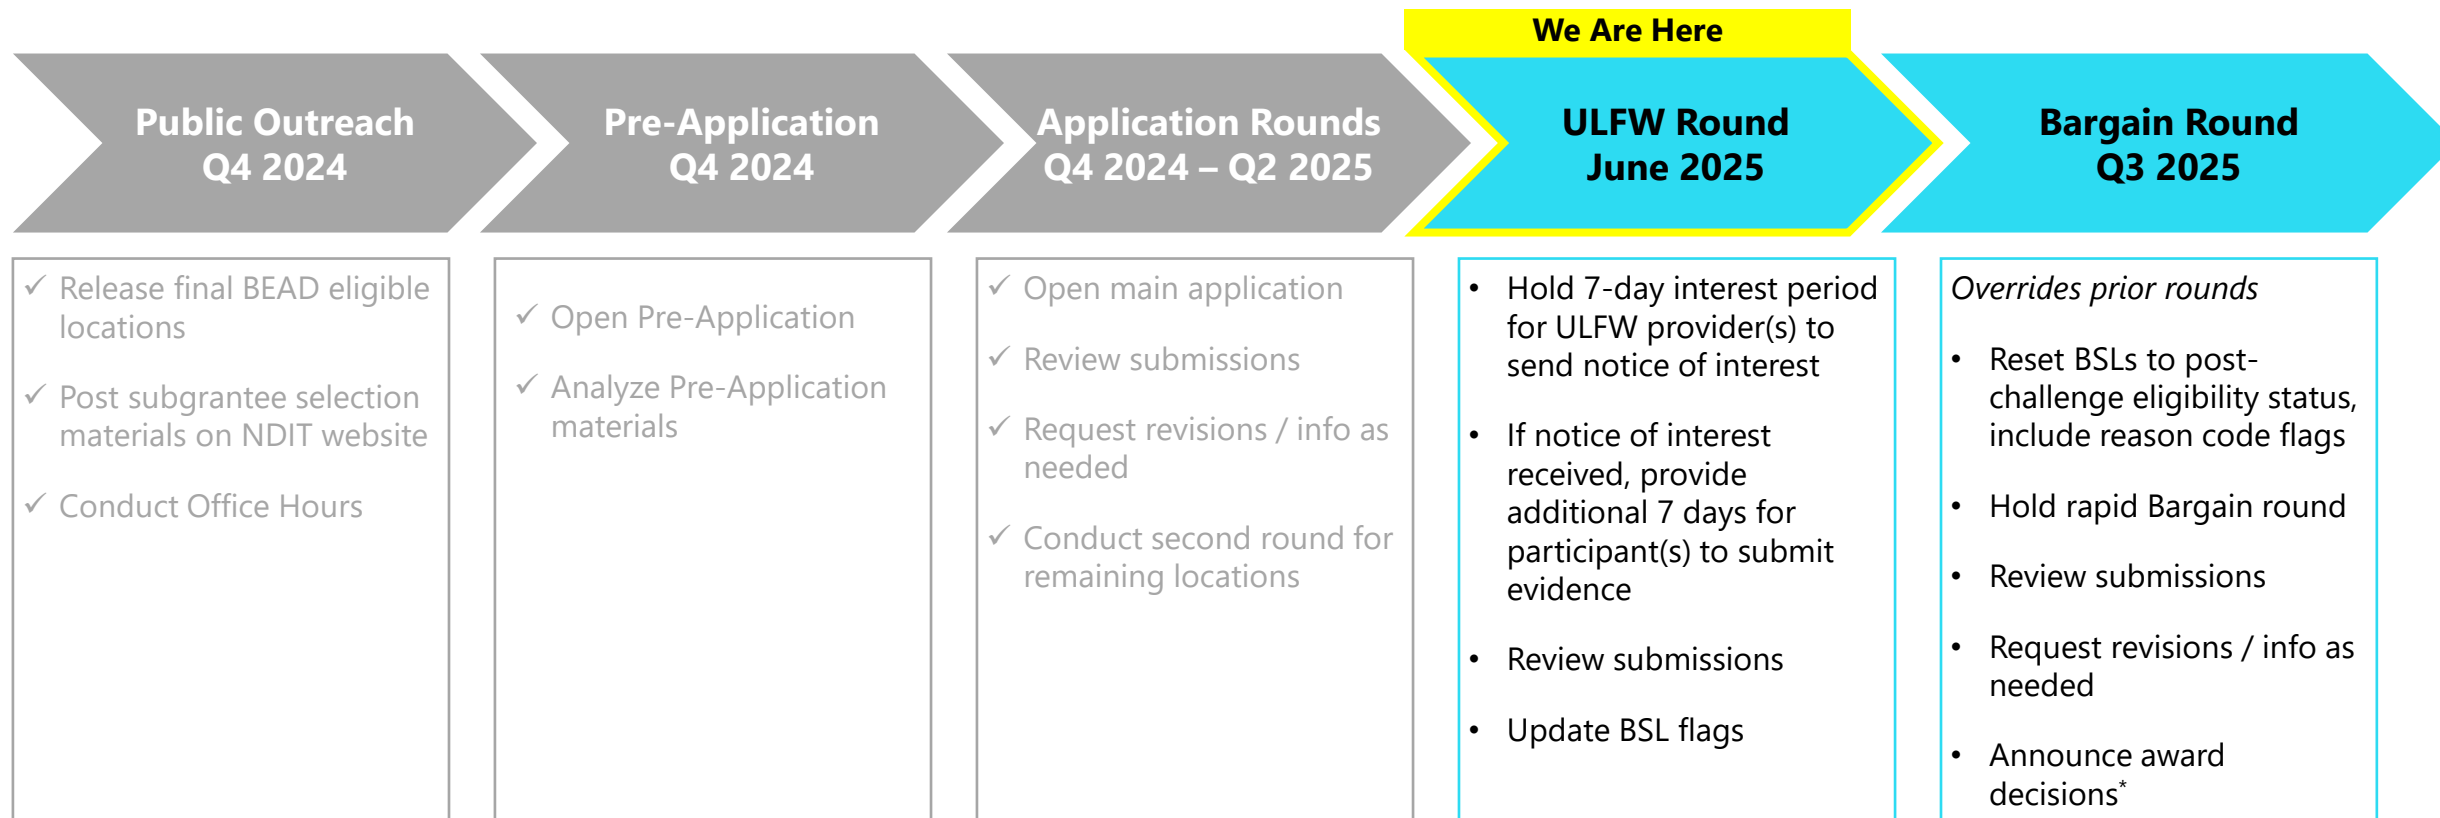 We Are Here
Public Outreach
Q4 2024
Pre-Application
Q4 2024
Application Rounds
Q4 2024 – Q2 2025
ULFW Round
June 2025
Bargain Round
Q3 2025
✓ Release final BEAD eligible
locations
✓ Post subgrantee selection
materials on NDIT website
✓ Conduct Office Hours
✓ Open Pre-Application
✓ Analyze Pre-Application
materials
✓ Open main application
✓ Review submissions
✓ Request revisions / info as
needed
✓ Conduct second round for
remaining locations
• Hold 7-day interest period
for ULFW provider(s) to
send notice of interest
• If notice of interest
received, provide
additional 7 days for
participant(s) to submit
evidence
• Review submissions
• Update BSL flags
Overrides prior rounds
• Reset BSLs to post-
challenge eligibility status,
include reason code flags
• Hold rapid Bargain round
• Review submissions
• Request revisions / info as
needed
• Announce award
decisions*